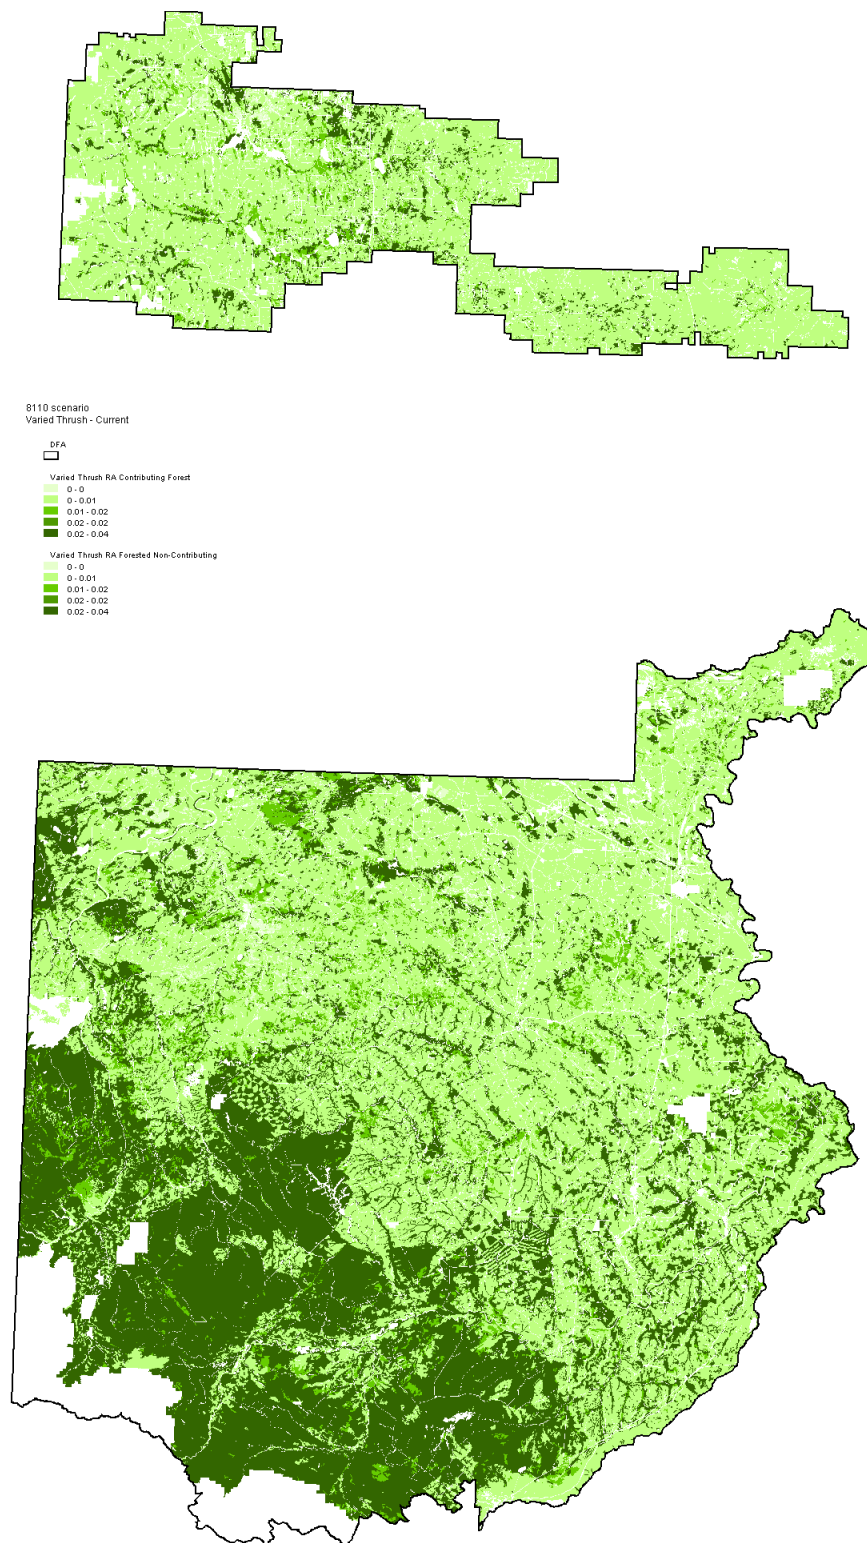 8110 scenario
Varied Thrush - Current
DFA
Varied Thrush RA Contributing Forest
0 - 0
0 - 0.01
0.01 - 0.02
0.02 - 0.02
0.02 - 0.04
Varied Thrush RA Forested Non-Contributing
0 - 0
0 - 0.01
0.01 - 0.02
0.02 - 0.02
0.02 - 0.04